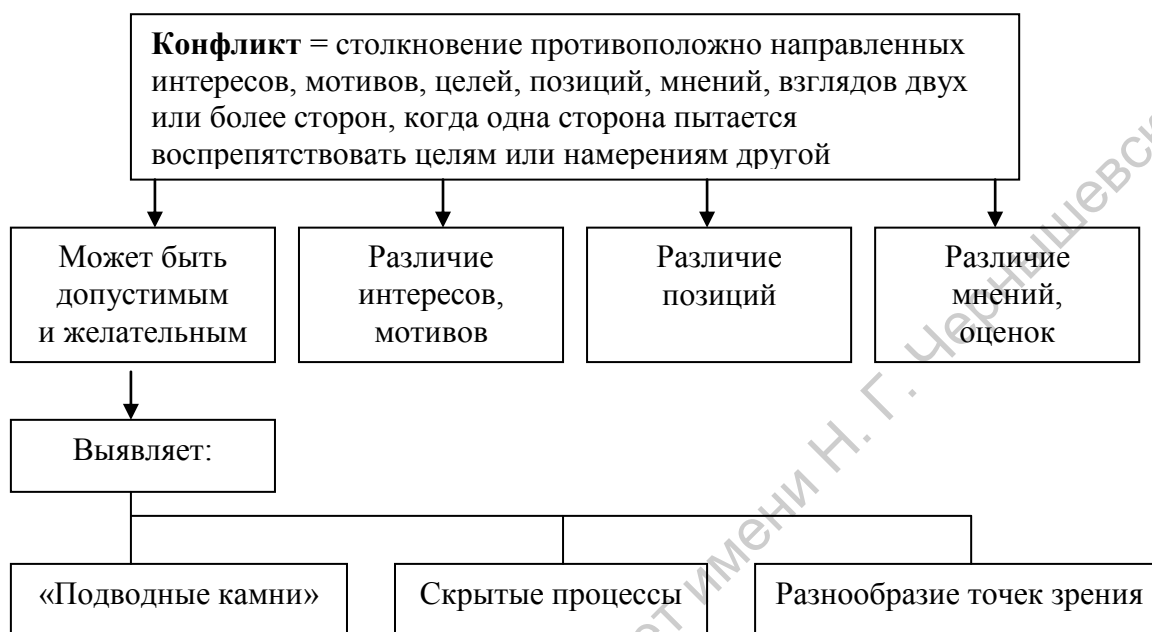 Конфликт = столкновение противоположно направленных
интересов, мотивов, целей, позиций, мнений, взглядов двух
или более сторон, когда одна сторона пытается
воспрепятствовать целям или намерениям другой
Может быть
допустимым
и желательным
Различие
интересов,
мотивов
Различие
позиций
Различие
мнений,
оценок
Выявляет:
«Подводные камни»
Скрытые процессы
Разнообразие точек зрения
имени Н. Г.